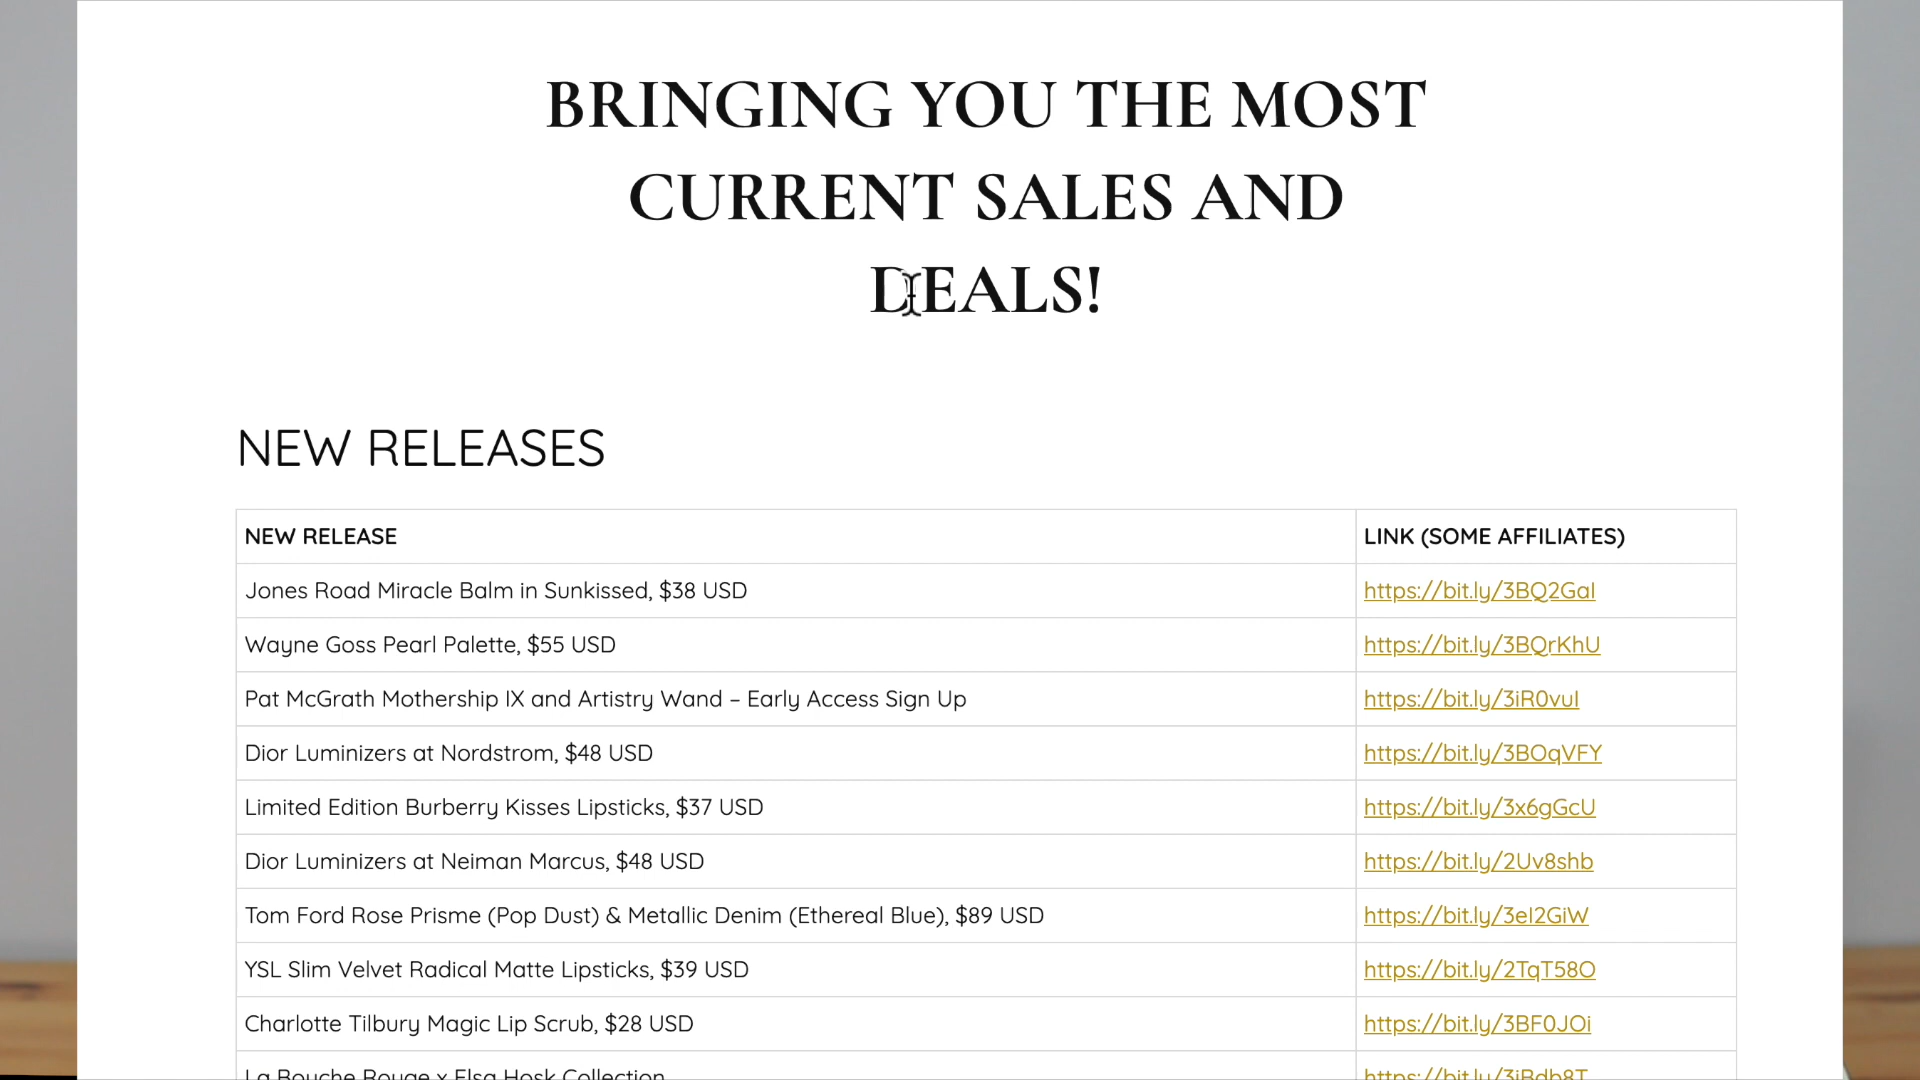 BRINGING YOU THE MOST
CURRENT SALES AND
DEALS!
NEW RELEASES
NEW RELEASE LINK (SOME AFFILIATES)
Jones Road Miracle Balm in Sunkissed, $38 USD https://bit.ly/3BQ2GaI
Wayne Goss Pearl Palette, $55 USD https://bit.ly/3BQrKhU
Pat McGrath Mothership IX and Artistry Wand – Early Access Sign Up https://bit.ly/3iR0vuI
Dior Luminizers at Nordstrom, $48 USD https://bit.ly/3BOqVFY
Limited Edition Burberry Kisses Lipsticks, $37 USD https://bit.ly/3x6gGcU
Dior Luminizers at Neiman Marcus, $48 USD https://bit.ly/2Uv8shb
Tom Ford Rose Prisme (Pop Dust) & Metallic Denim (Ethereal Blue), $89 USD https://bit.ly/3eI2GiW
YSL Slim Velvet Radical Matte Lipsticks, $39 USD https://bit.ly/2TqT58O
Charlotte Tilbury Magic Lip Scrub, $28 USD https://bit.ly/3BF0JOi
La Bouche Rouge x Elsa Hosk Collection